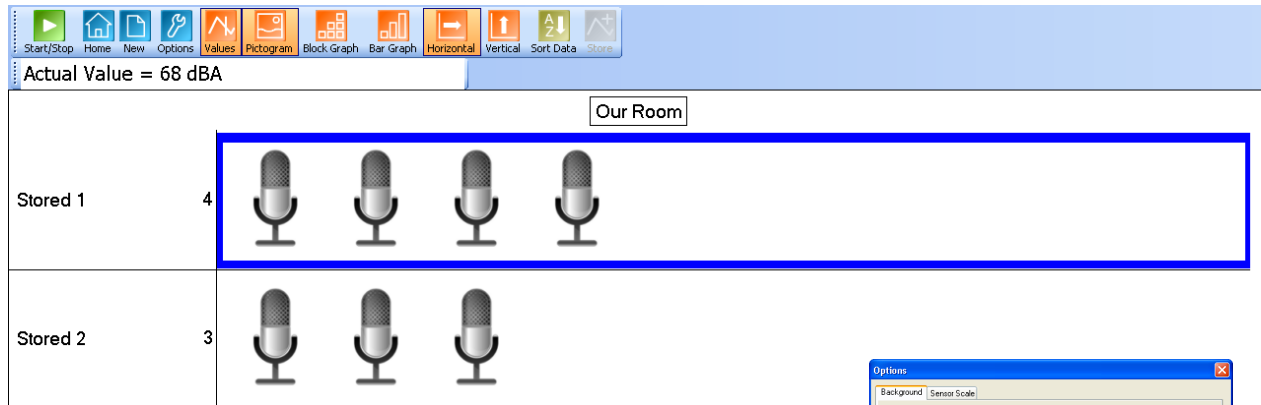 Start/Stop Home New Options Values Pictogram Block Graph Bar Graph Horizontal Vertical Sort Data Store
Actual Value = 68 dBA
Our Room
Stored 1 4
Stored 2 3
Options
Background Sensor Scale